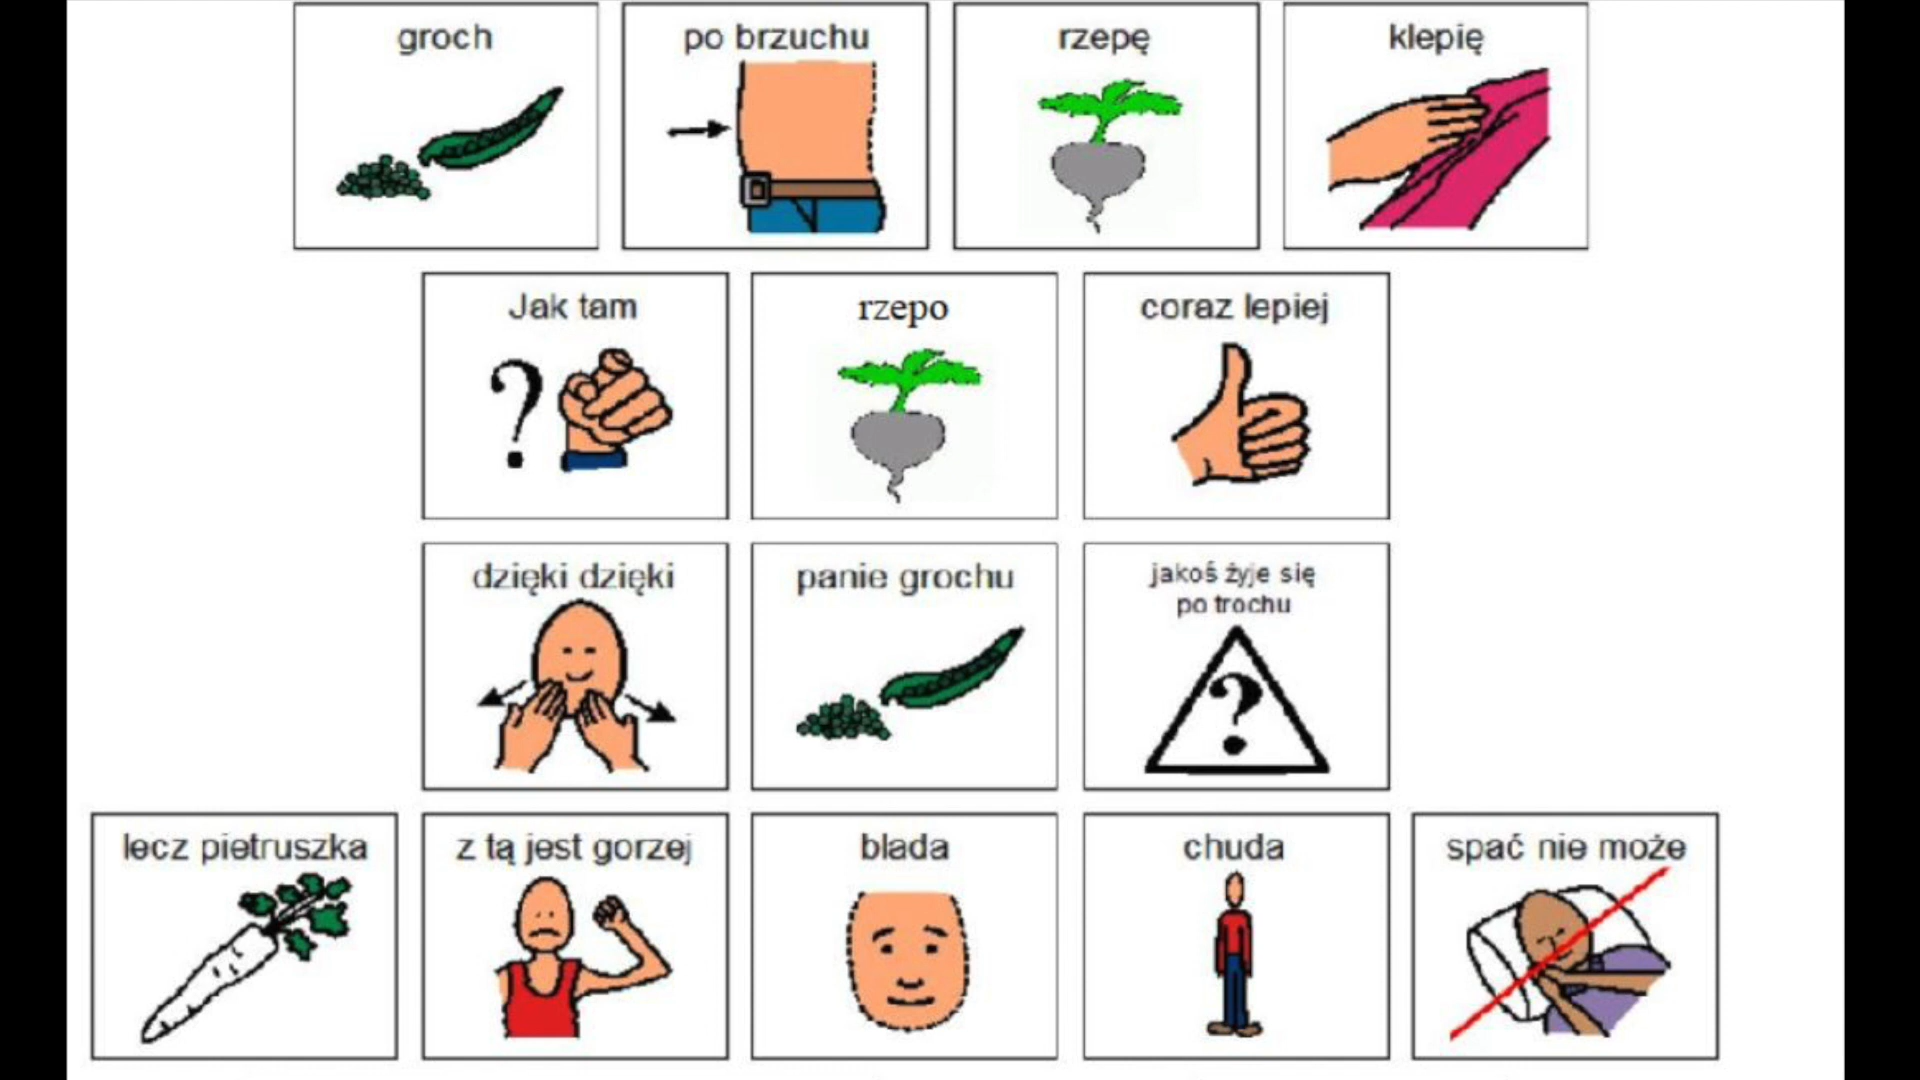 groch
po brzuchu
rzepę
klepię
Jak tam
rzepo
coraz lepiej
dzięki dzięki
panie grochu
jakoś żyje się
po trochu
lecz pietruszka
z tą jest gorzej
blada
chuda
spać nie może